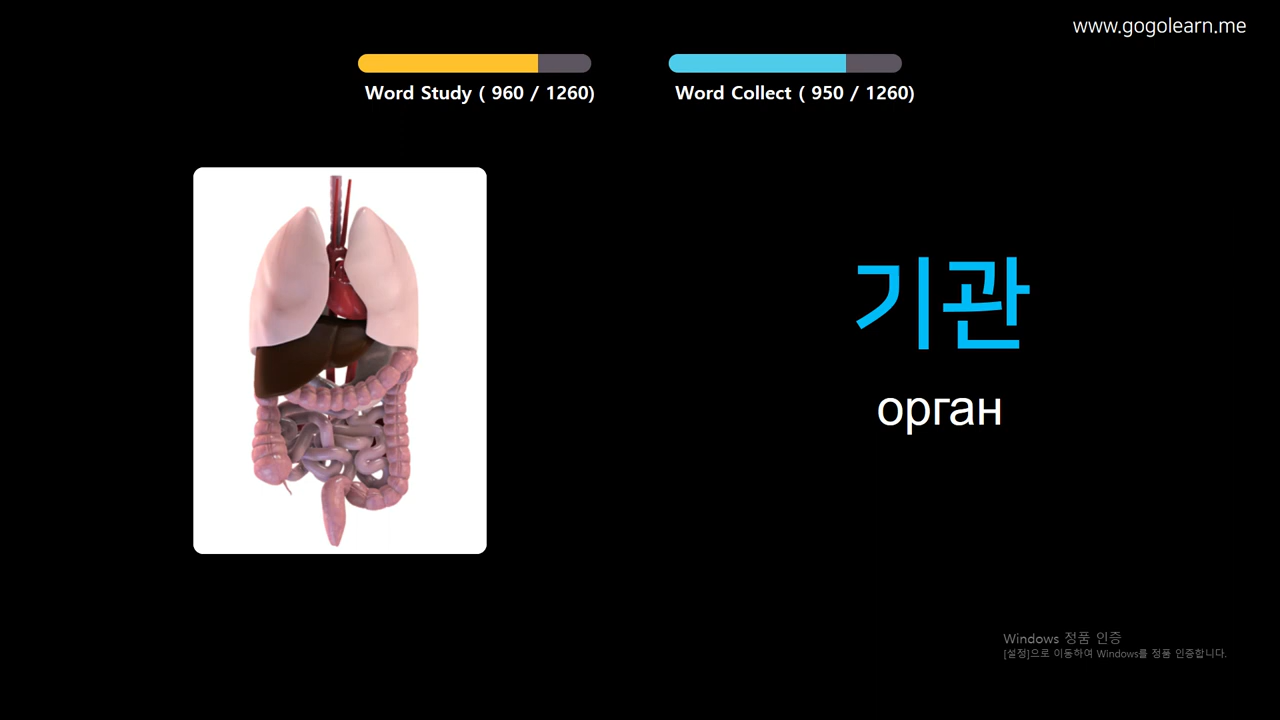 www.gogolearn.me
Word Study ( 960 / 1260)
Word Collect ( 950 / 1260)
기관
орган
Windows 정품 인증
[설정]으로 이동하여 Windows를 정품 인증합니다.